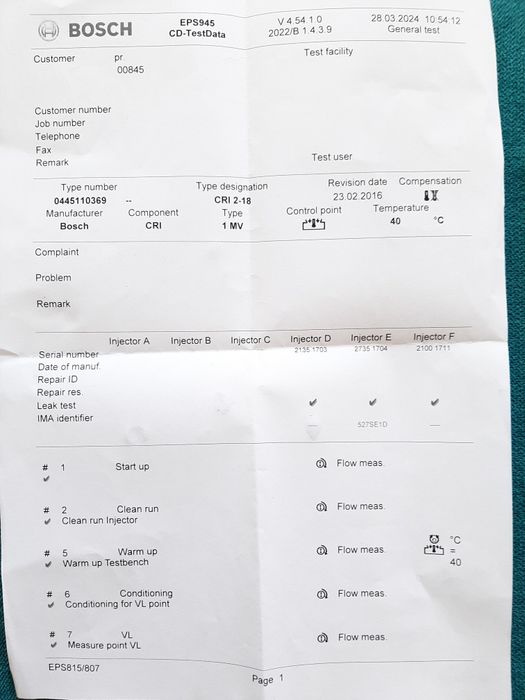 BOSCH EPS945 V 4.54.1.0 28.03.2024 10:54:12
CD-TestData 2022/B 1.4.3.9 General test
Customer pr Test facility
00845
Customer number
Job number
Telephone
Fax
Remark Test user
Type number Type designation Revision date Compensation
0445110369 -- CRI 2-18 23.02.2016
Manufacturer Component Type Control point Temperature
Bosch CRI 1 MV 40 °C
Complaint
Problem
Remark
Injector A Injector B Injector C Injector D Injector E Injector F
Serial number 2135 1703 2735 1704 2100 1711
Date of manuf.
Repair ID
Repair res.
Leak test ✔ ✔ ✔
IMA identifier — 527SE1D —
# 1 Start up Flow meas.
✔
# 2 Clean run Flow meas.
✔ Clean run Injector
# 5 Warm up Flow meas. °C
✔ Warm up Testbench =
40
# 6 Conditioning Flow meas.
✔ Conditioning for VL point
# 7 VL Flow meas.
✔ Measure point VL
EPS815/807
Page 1